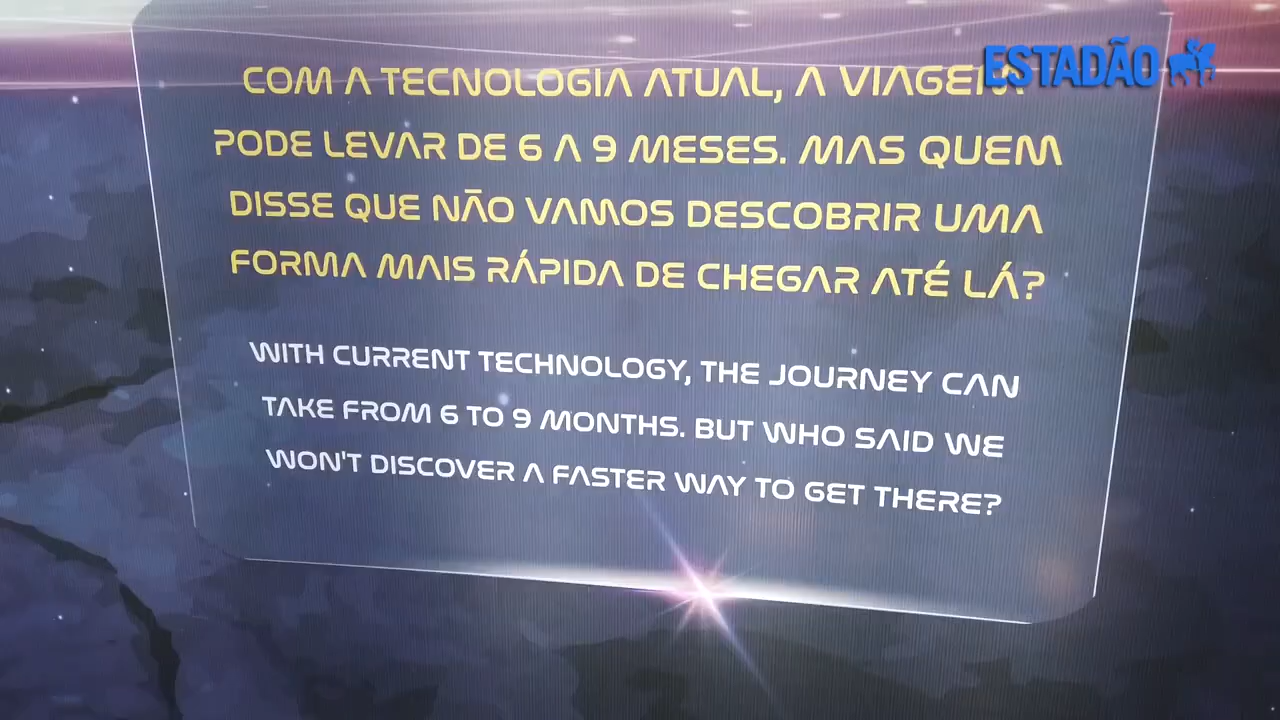 ESTADÃO
COM A TECNOLOGIA ATUAL, A VIAGEM
PODE LEVAR DE 6 A 9 MESES. MAS QUEM
DISSE QUE NÃO VAMOS DESCOBRIR UMA
FORMA MAIS RÁPIDA DE CHEGAR ATÉ LÁ?
WITH CURRENT TECHNOLOGY, THE JOURNEY CAN
TAKE FROM 6 TO 9 MONTHS. BUT WHO SAID WE
WON'T DISCOVER A FASTER WAY TO GET THERE?